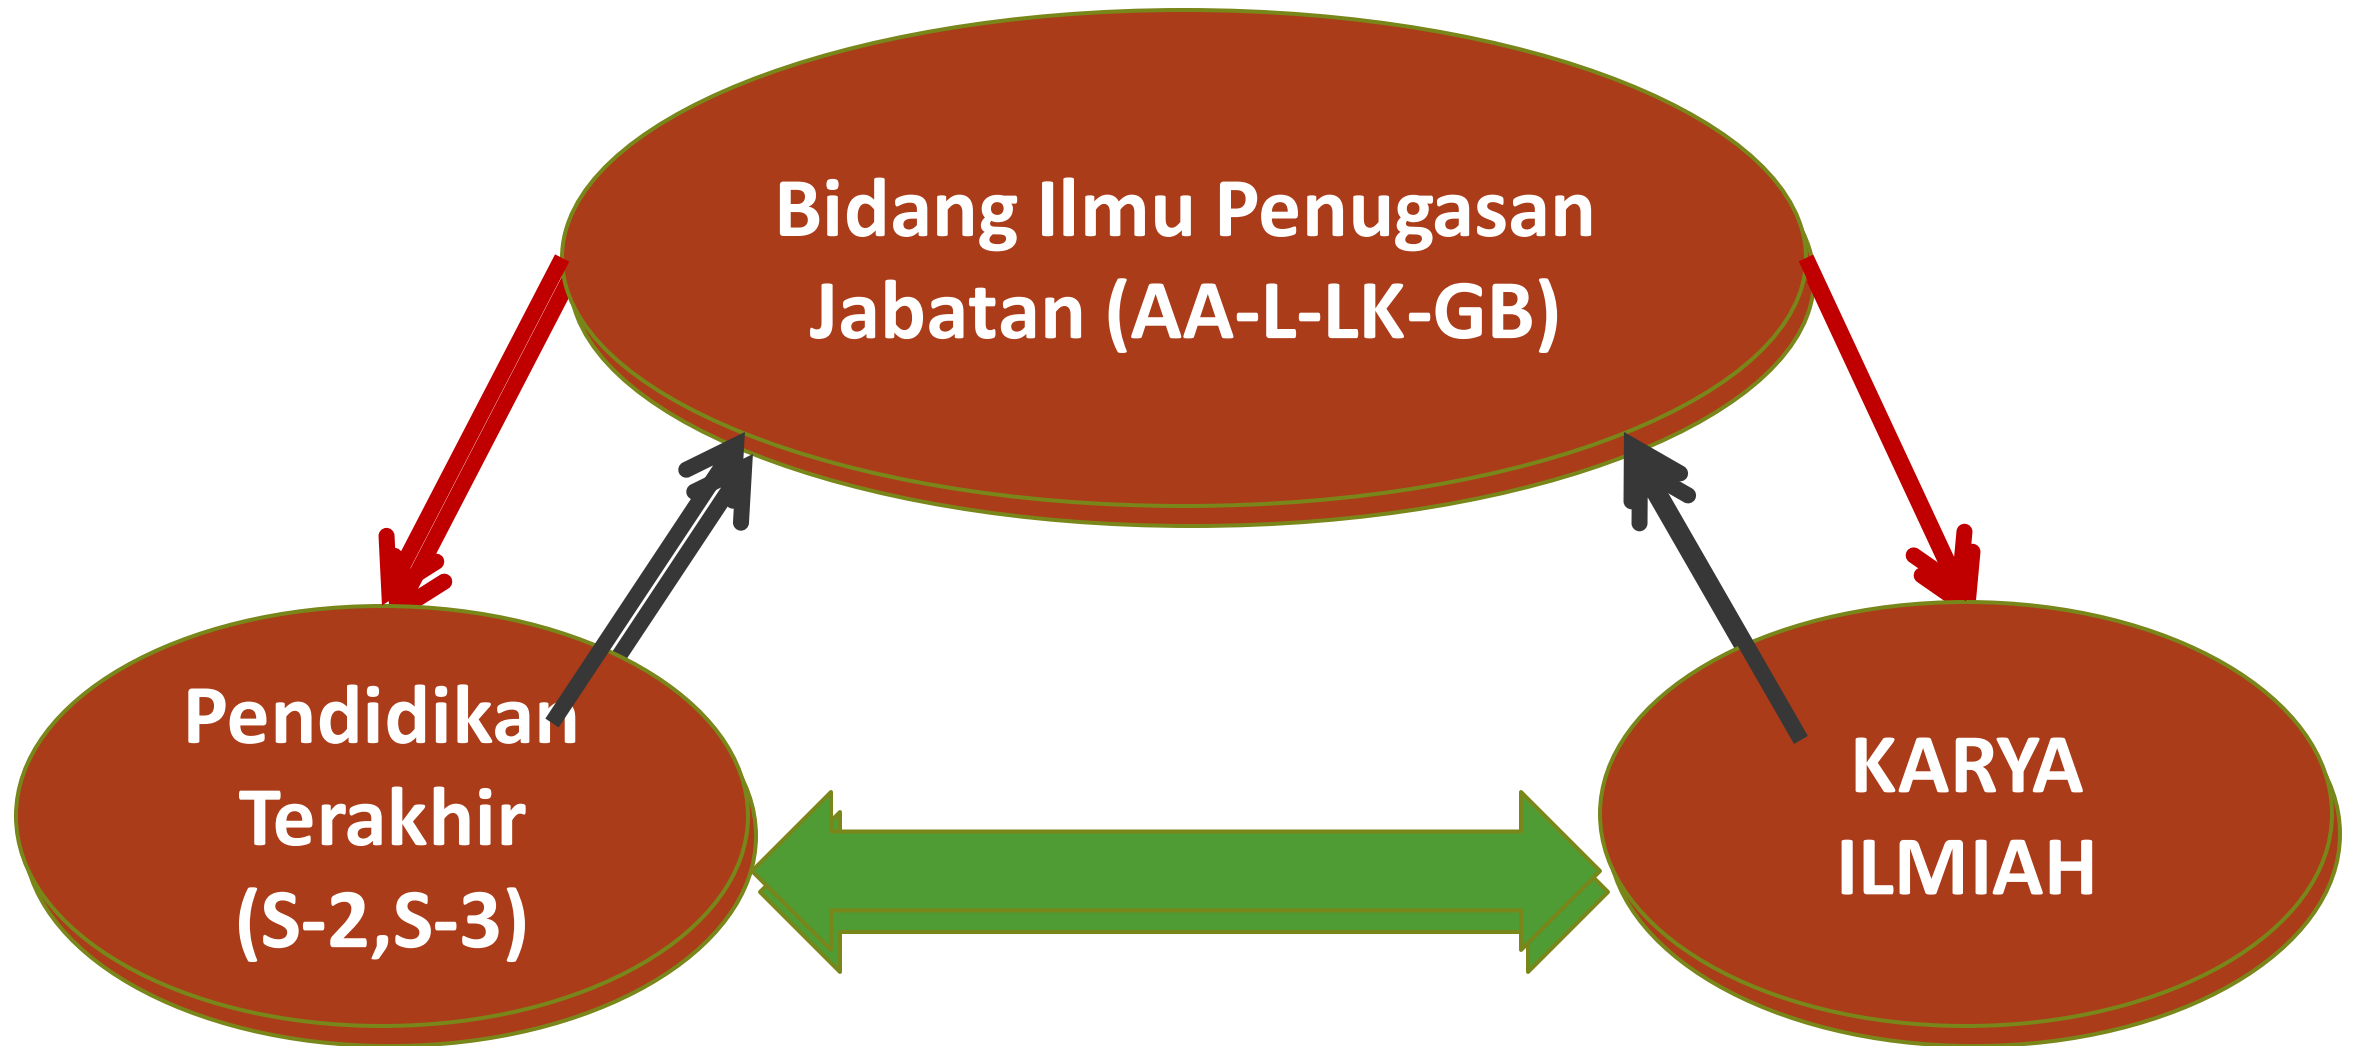 Bidang Ilmu Penugasan
Jabatan (AA-L-LK-GB)
Pendidikan
Terakhir
(S-2,S-3)
KARYA
ILMIAH